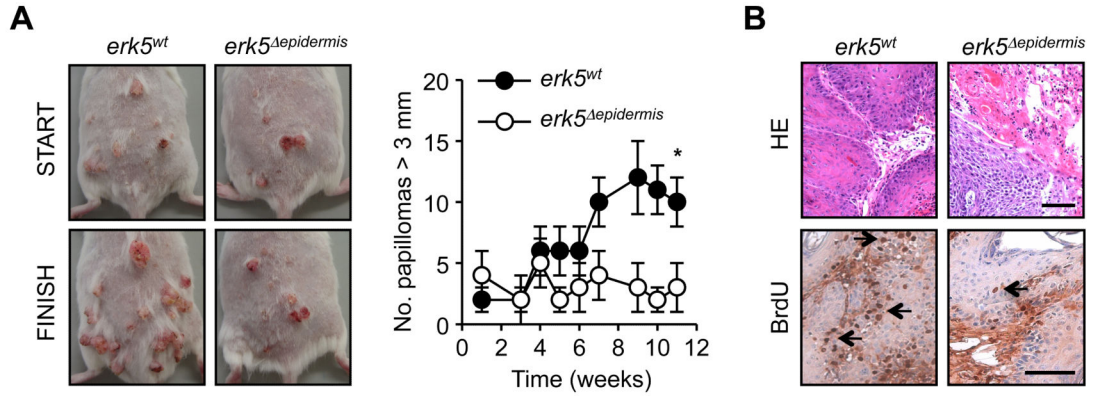 A
erk5wt
erk5Δepidermis
START
FINISH
No. papillomas > 3 mm
20
15
10
5
0
erk5wt
erk5Δepidermis
*
0 2 4 6 8 10 12
Time (weeks)
B
erk5wt
erk5Δepidermis
HE
BrdU